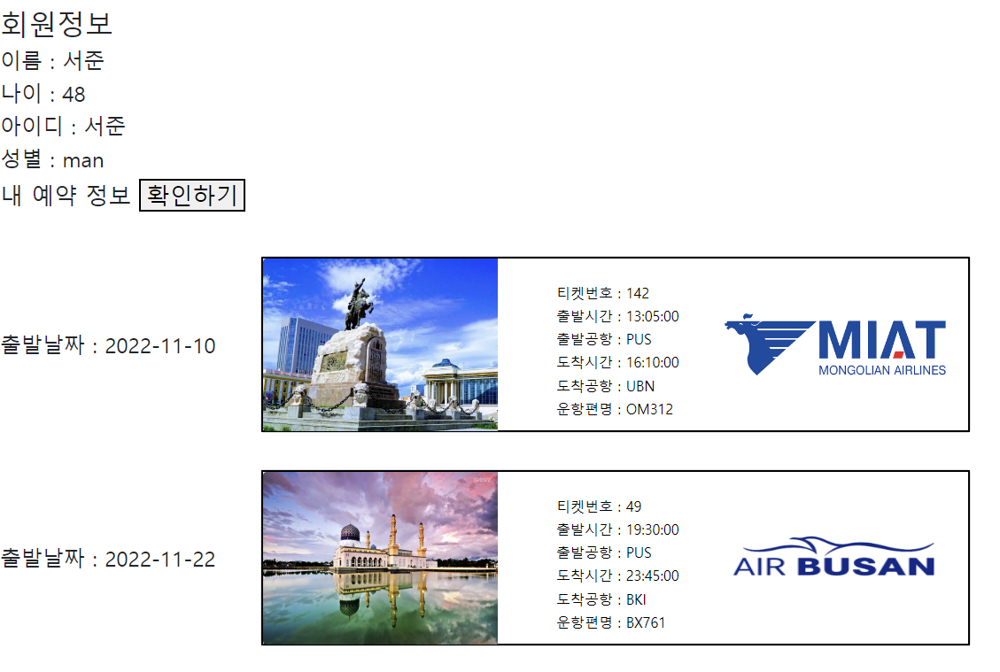 회원정보
이름 : 서준
나이 : 48
아이디 : 서준
성별 : man
내 예약 정보 확인하기
출발날짜 : 2022-11-10
티켓번호 : 142
출발시간 : 13:05:00
출발공항 : PUS
도착시간 : 16:10:00
도착공항 : UBN
운항편명 : OM312
MIAT
MONGOLIAN AIRLINES
출발날짜 : 2022-11-22
티켓번호 : 49
출발시간 : 19:30:00
출발공항 : PUS
도착시간 : 23:45:00
도착공항 : BKI
운항편명 : BX761
AIR BUSAN